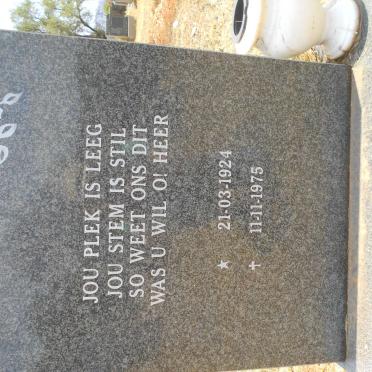 JOU PLEK IS LEEG
JOU STEM IS STIL
SO WEET ONS DIT
WAS U WIL O! HEER
★ 21-03-1924
✝ 11-11-1975